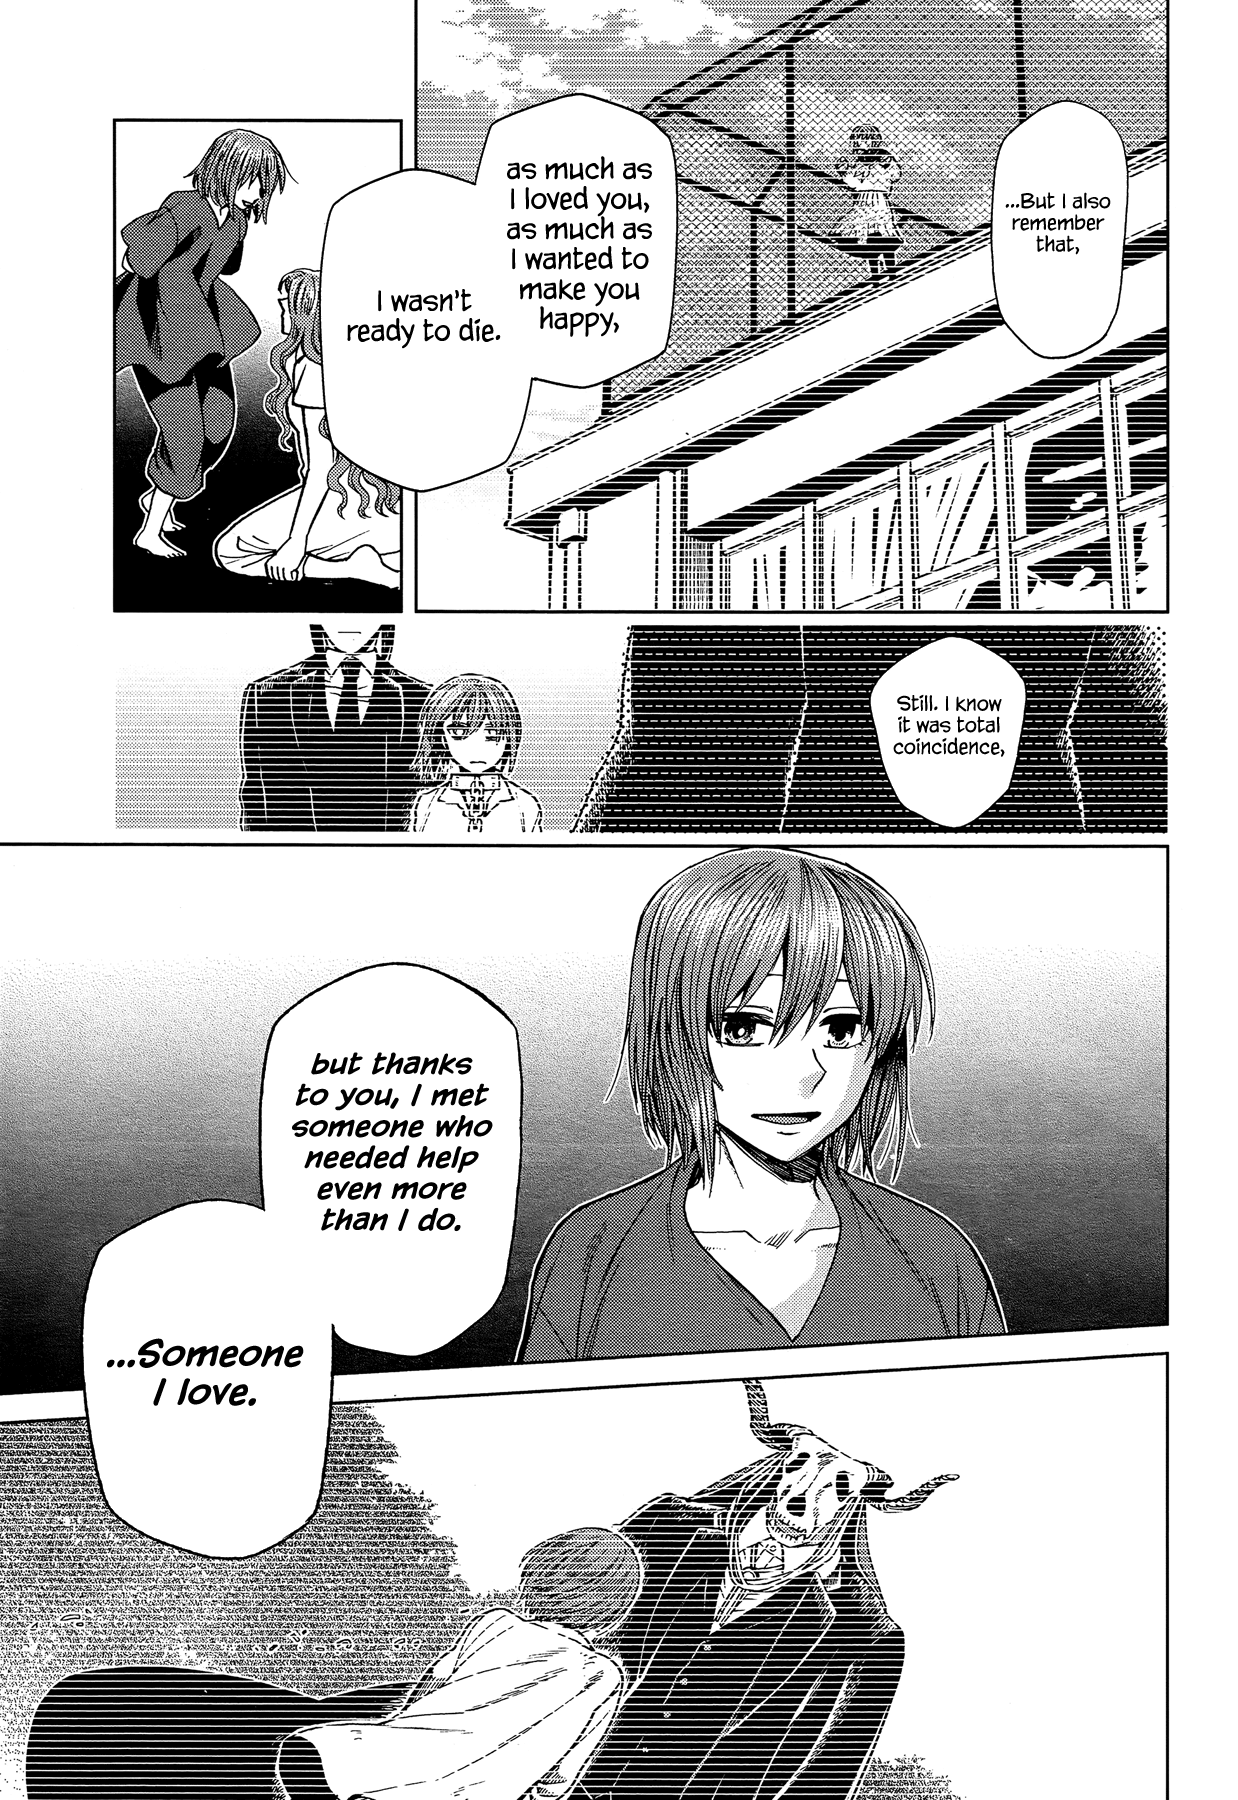 ...But I also
remember
that,
as much as
I loved you,
as much as
I wanted to
make you
happy,
I wasn't
ready to die.
Still. I know
it was total
coincidence,
but thanks
to you, I met
someone who
needed help
even more
than I do.
...Someone
I love.